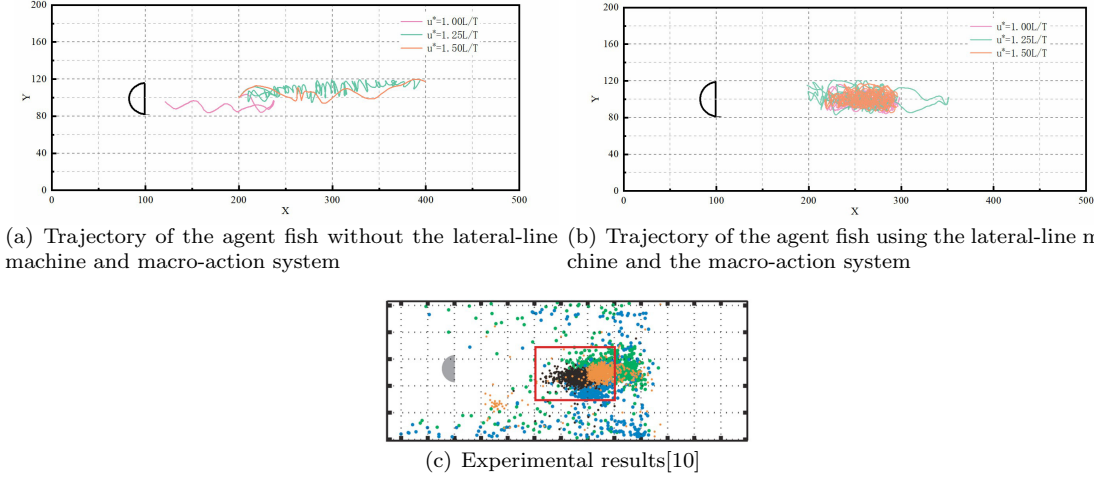 200
160
120
80
40
0
Y
0
100
200
300
400
500
X
u*=1.00L/T
u*=1.25L/T
u*=1.50L/T
200
160
120
80
40
0
Y
0
100
200
300
400
500
X
u*=1.00L/T
u*=1.25L/T
u*=1.50L/T
(a) Trajectory of the agent fish without the lateral-line
machine and macro-action system
(b) Trajectory of the agent fish using the lateral-line m
chine and the macro-action system
(c) Experimental results[10]